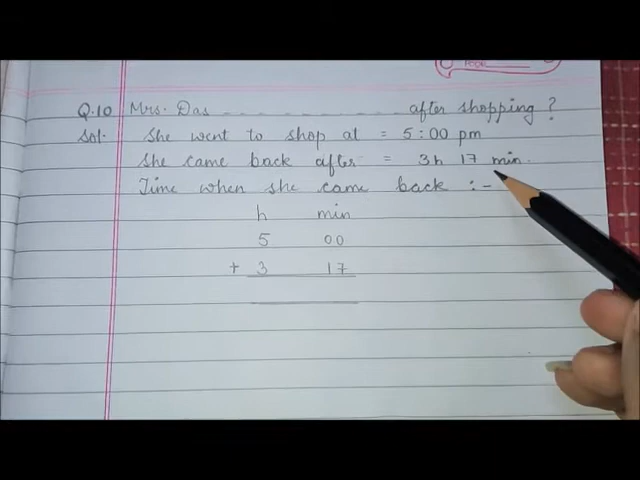 Q.10 Mrs. Das _ _ _ _ _ _ _ _ _ _ _ after shopping ?
Sol. She went to shop at = 5:00 pm
She came back after = 3h 17 min.
Time when she came back :-
h min
5 00
+ 3 17